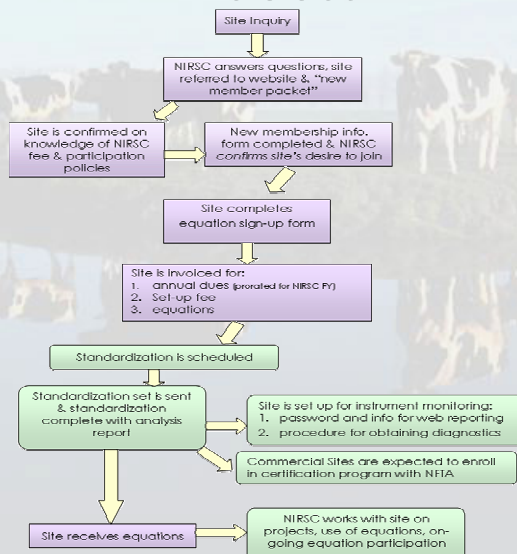 Site Inquiry
NIRSC answers questions, site
referred to website & “new
member packet”
Site is confirmed on
knowledge of NIRSC
fee & participation
policies
New membership info.
form completed & NIRSC
confirms site’s desire to join
Site completes
equation sign-up form
Site is invoiced for:
1. annual dues (prorated for NIRSC FY)
2. Set-up fee
3. equations
Standardization is scheduled
Standardization set is sent
& standardization
complete with analysis
report
Site is set up for instrument monitoring:
1. password and info for web reporting
2. procedure for obtaining diagnostics
Commercial Sites are expected to enroll
in certification program with NFTA
Site receives equations
NIRSC works with site on
projects, use of equations, on-
going equation participation